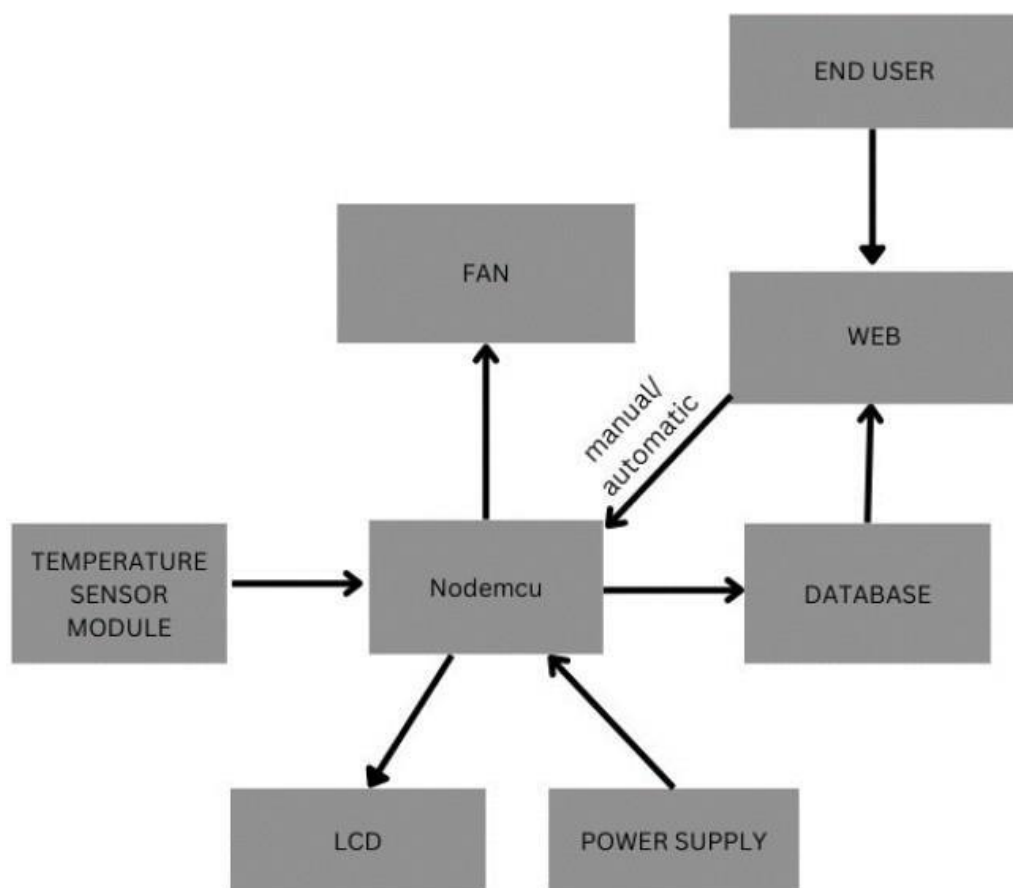 END USER
FAN
WEB
manual/
automatic
TEMPERATURE
SENSOR
MODULE
Nodemcu
DATABASE
LCD
POWER SUPPLY